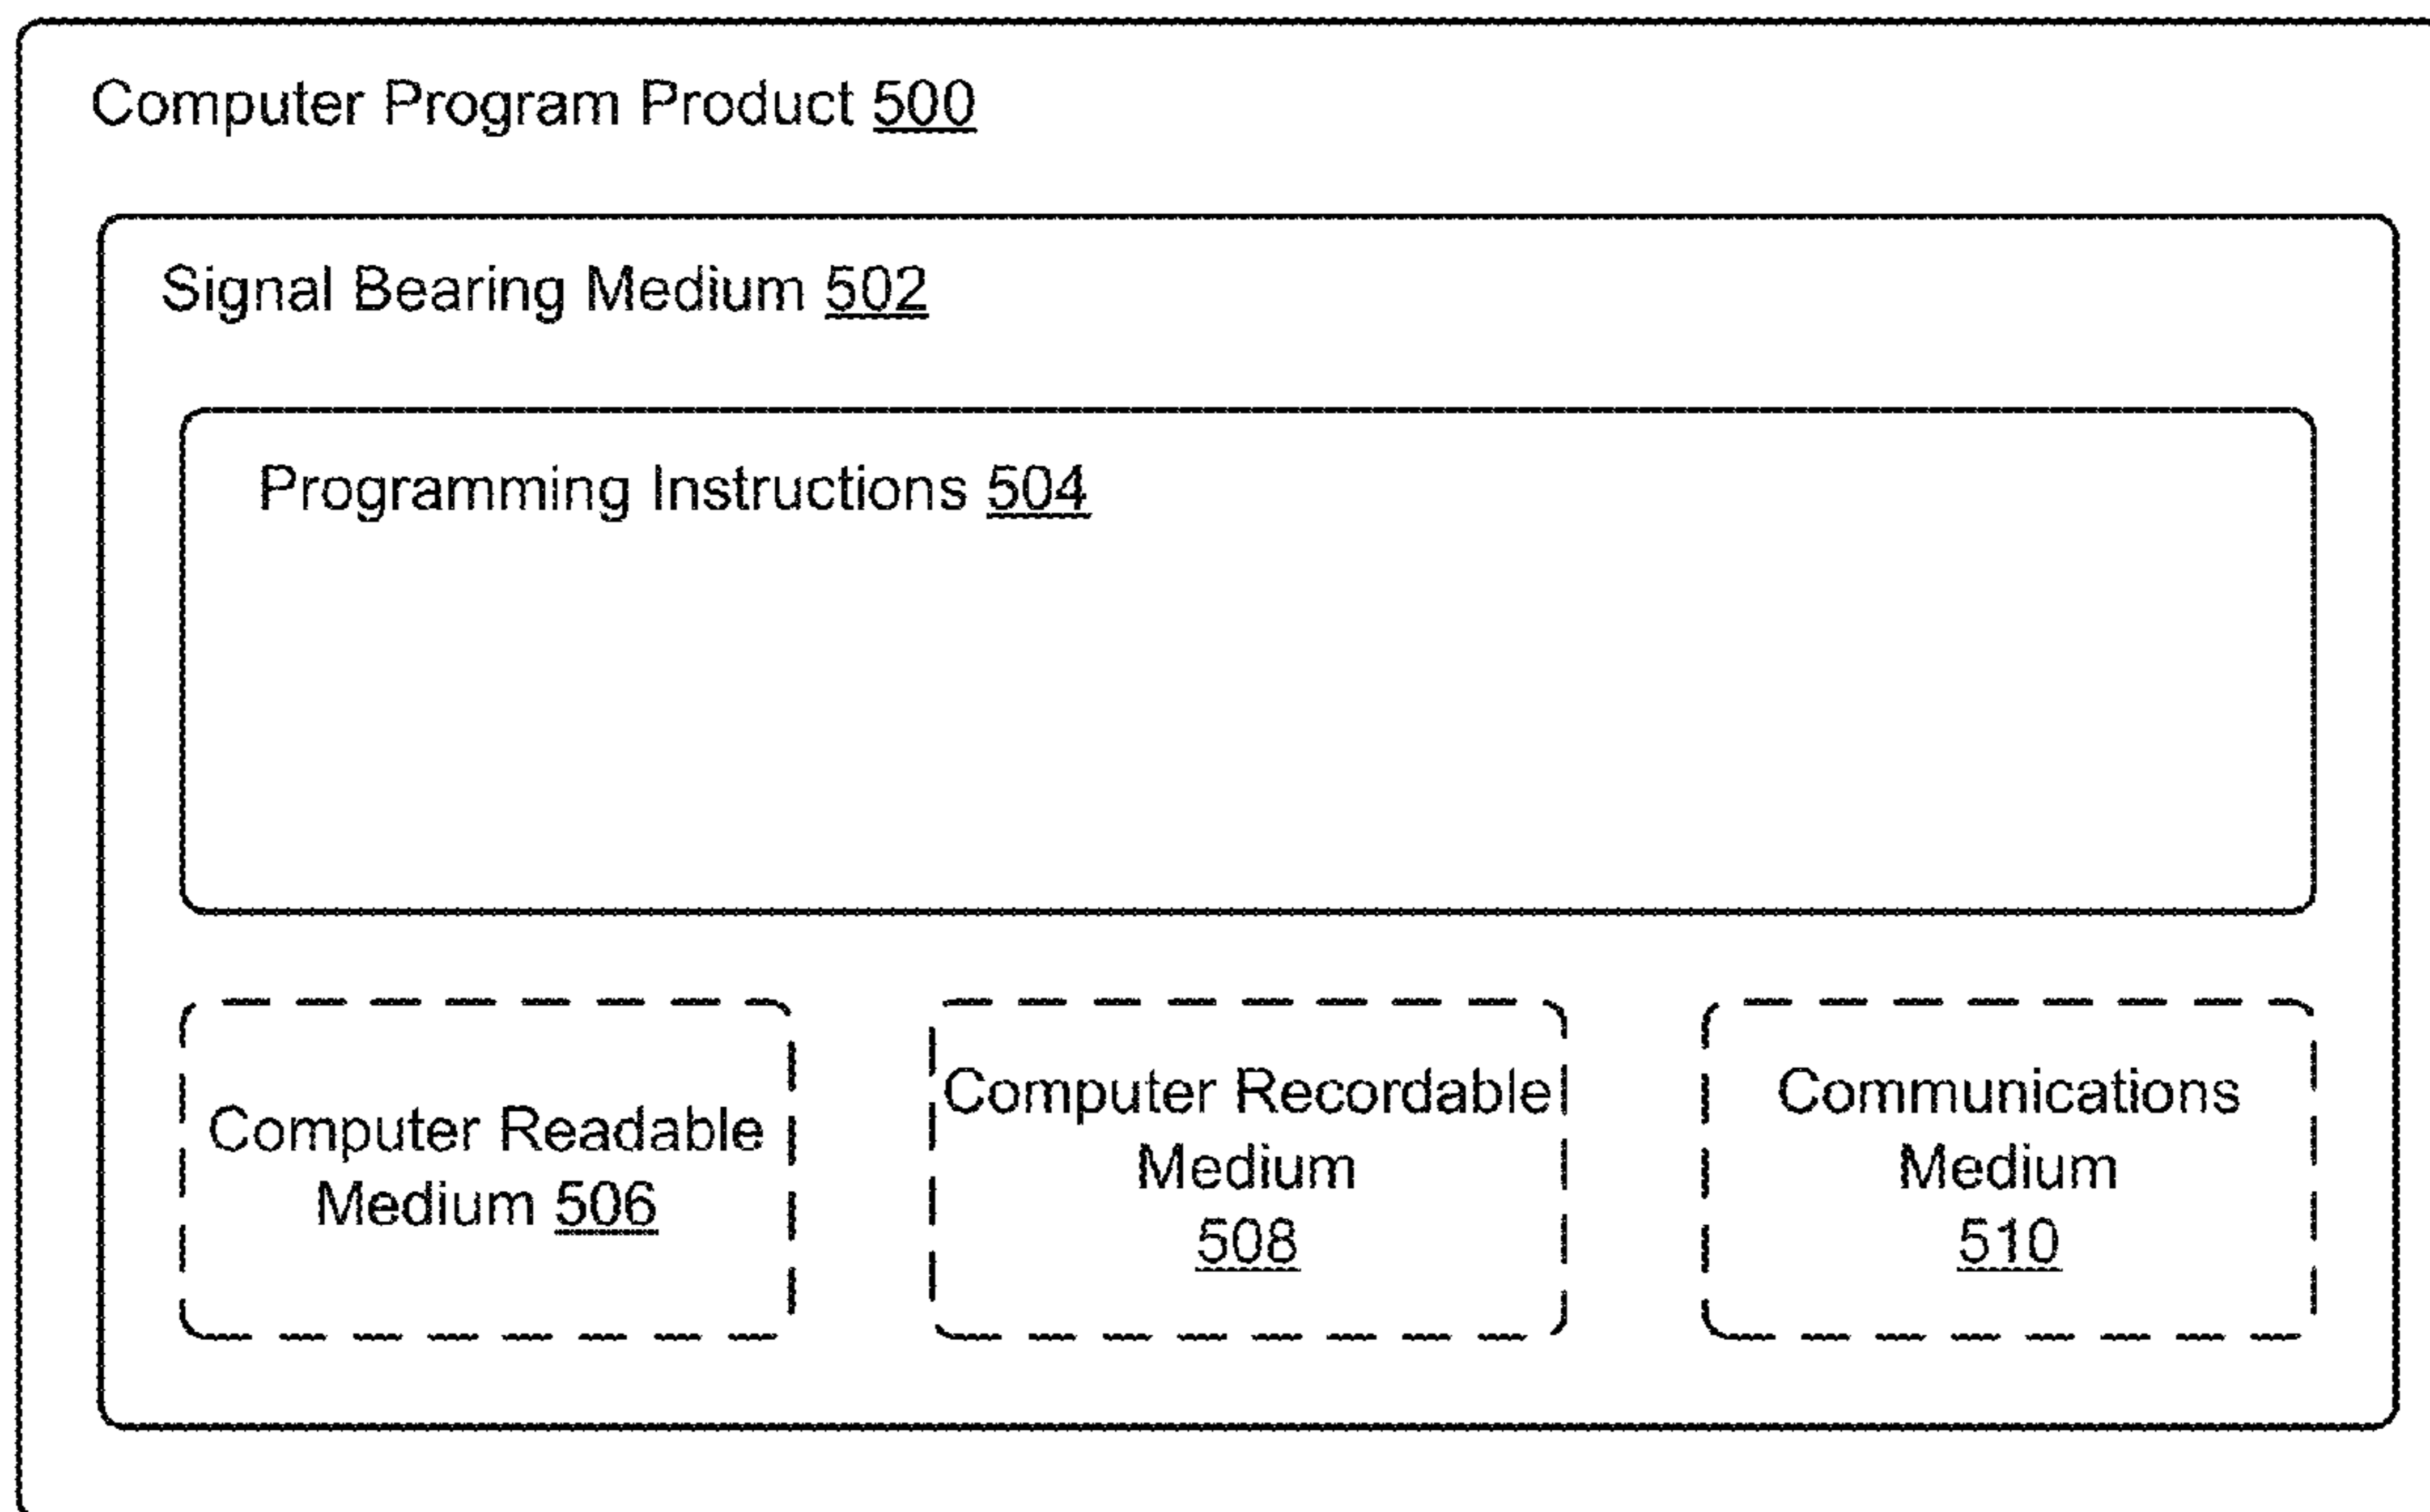 Computer Program Product 500
Signal Bearing Medium 502
Programming Instructions 504
Computer Readable
Medium 506
Computer Recordable
Medium
508
Communications
Medium
510